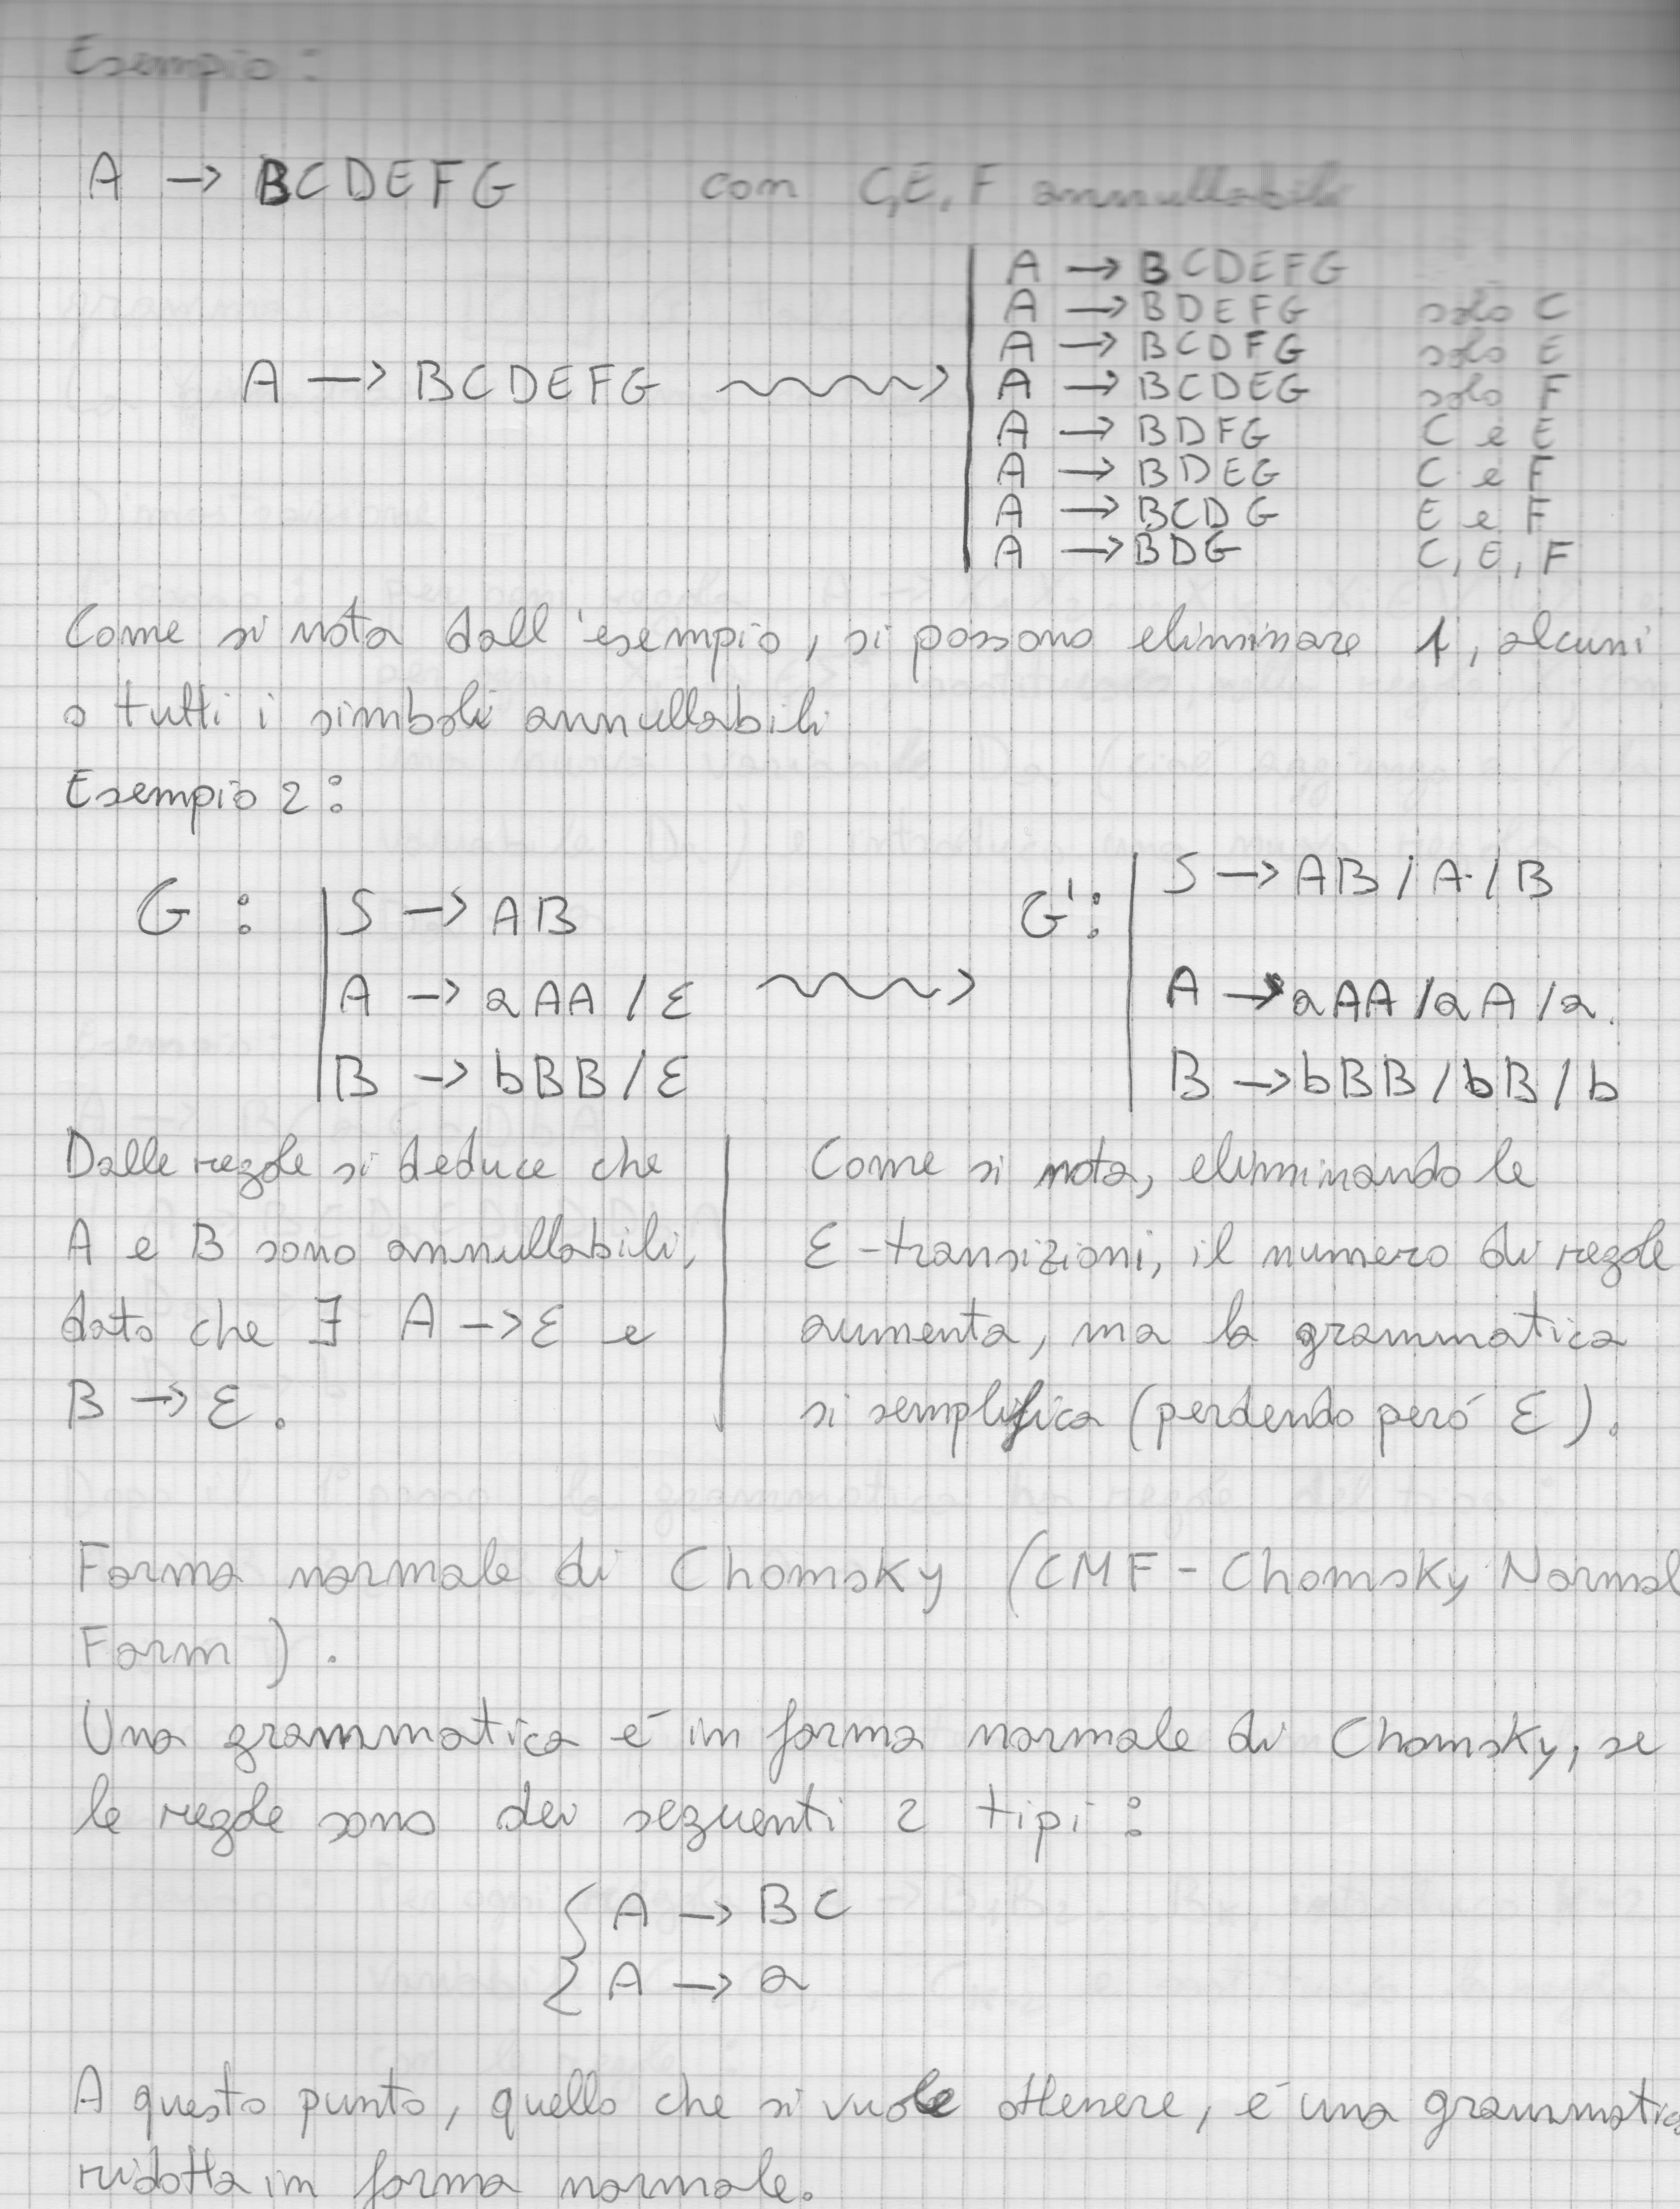 Esempio:
A → BCDEFG con C,E,F annullabili
A → BCDEFG
A → BDEFG solo C
A → BCDFG solo E
A → BCDEFG A → BCDEG solo F
A → BDFG C e E
A → BDEG C e F
A → BCDG E e F
A → BDG C, E, F
Come si nota dall'esempio, si possono eliminare 1, alcuni
o tutti i simboli annullabili
Esempio 2:
G: S → AB
A → aAA / ε
B → bBB / ε
G': S → AB / A / B
A → aAA / aA / a.
B → bBB / bB / b
Dalle regole si deduce che
A e B sono annullabili,
dato che ∃ A → ε e
B → ε.
Come si nota, eliminando le
ε-transizioni, il numero di regole
aumenta, ma la grammatica
si semplifica (perdendo peró ε).
Forma normale di Chomsky (CMF - Chomsky Normal
Form).
Una grammatica é in forma normale di Chomsky, se
le regole sono dei seguenti 2 tipi:
{ A → BC
A → a
A questo punto, quello che si vuole ottenere, é una grammatica
ridotta in forma normale.